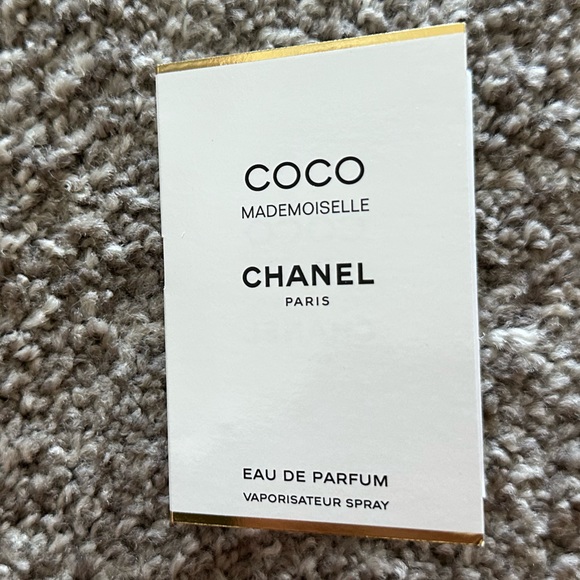 COCO
MADEMOISELLE
CHANEL
PARIS
EAU DE PARFUM
VAPORISATEUR SPRAY